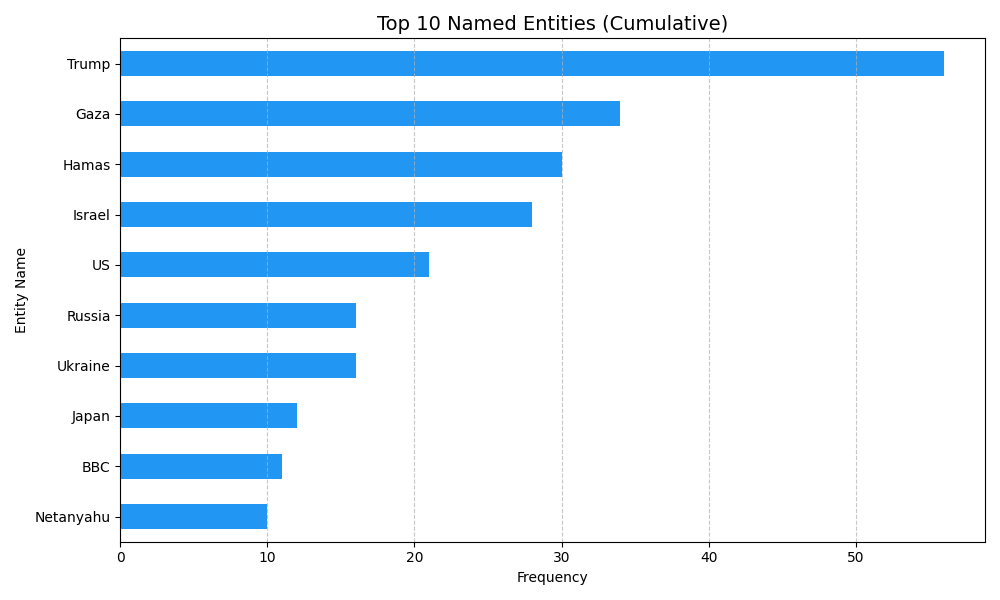 Top 10 Named Entities (Cumulative)
Entity Name
Trump
Gaza
Hamas
Israel
US
Russia
Ukraine
Japan
BBC
Netanyahu
0 10 20 30 40 50
Frequency